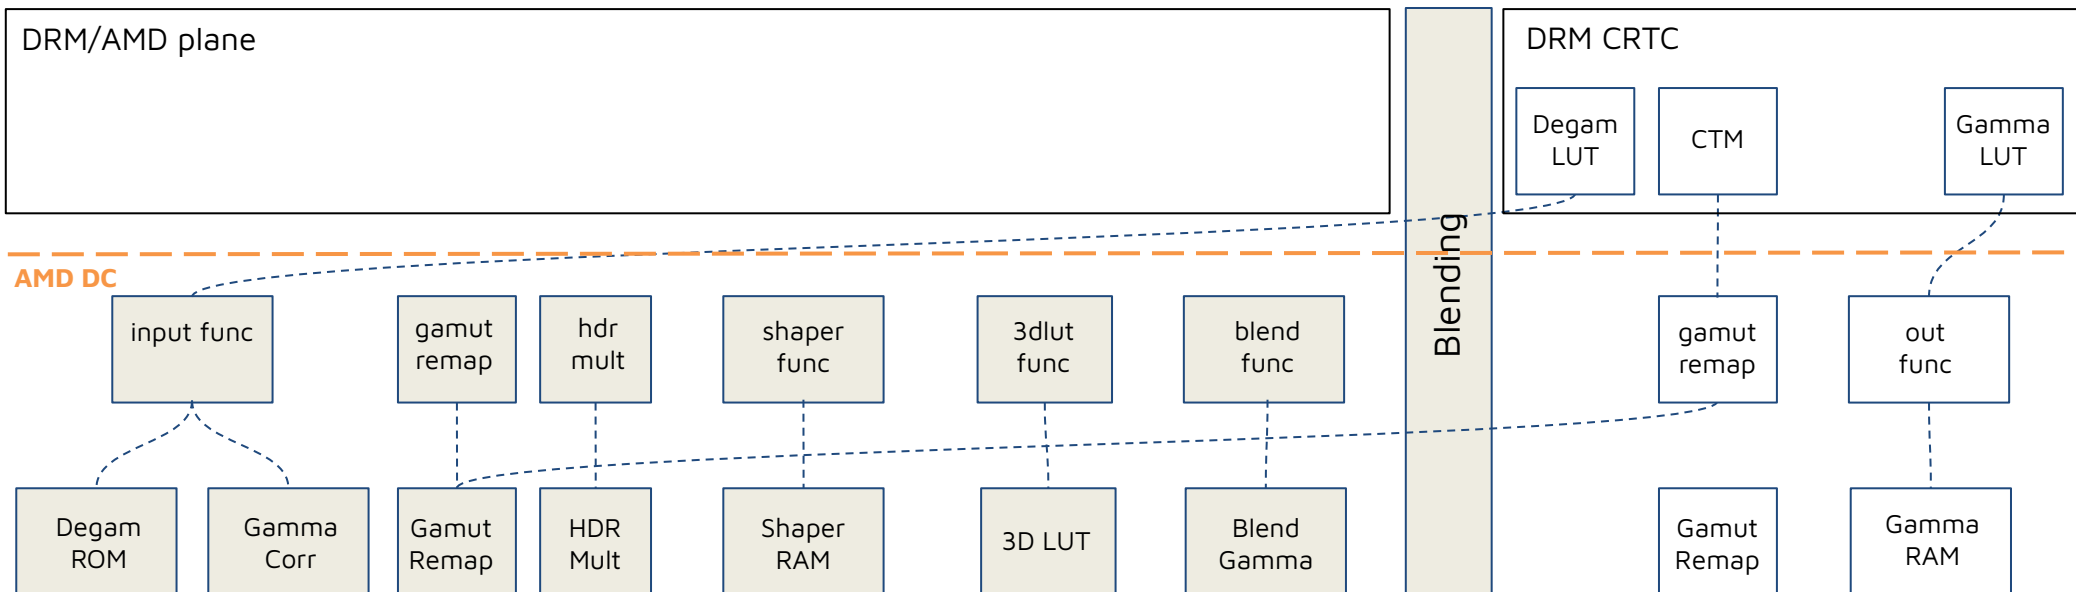 DRM/AMD plane
DRM CRTC
Degam
LUT
CTM
Gamma
LUT
Blending
AMD DC
input func
gamut
remap
hdr
mult
shaper
func
3dlut
func
blend
func
gamut
remap
out
func
Degam
ROM
Gamma
Corr
Gamut
Remap
HDR
Mult
Shaper
RAM
3D LUT
Blend
Gamma
Gamut
Remap
Gamma
RAM